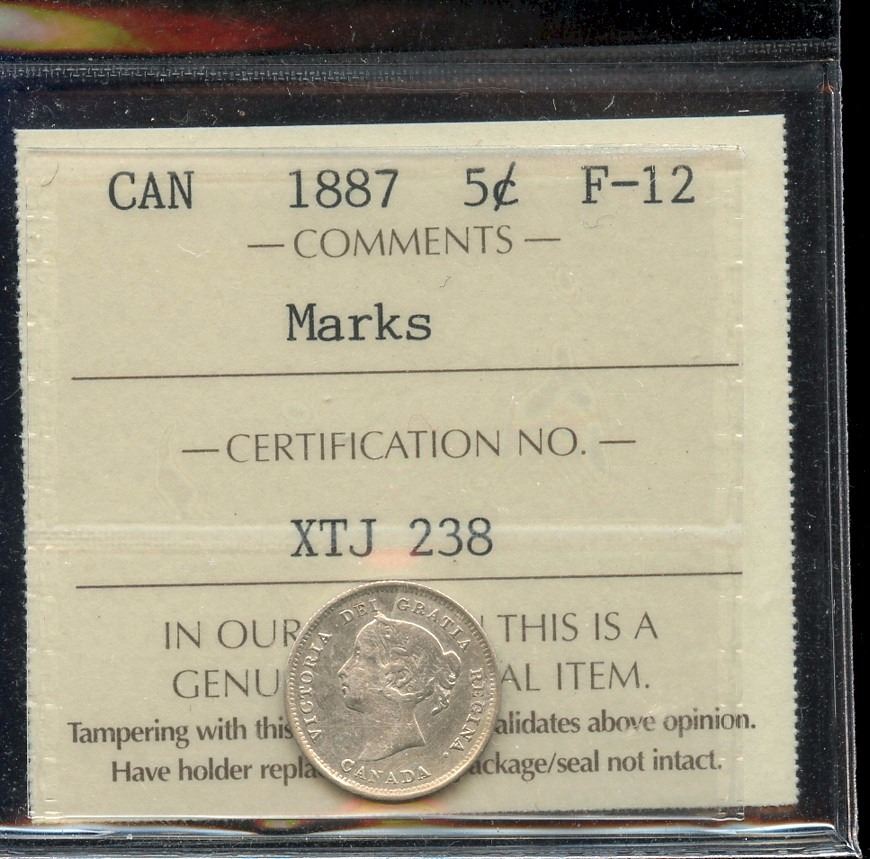 CAN 1887 5¢ F-12
— COMMENTS —
Marks
— CERTIFICATION NO. —
XTJ 238
IN OUR THIS IS A
GENU AL ITEM.
Tampering with this alidates above opinion.
Have holder repla ackage/seal not intact.
VICTORIA DEI GRATIA REGINA.
CANADA